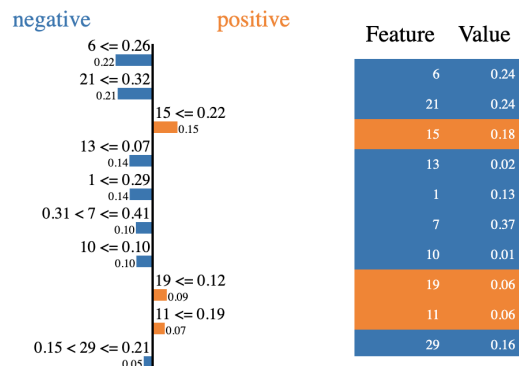 negative positive
6 <= 0.26
0.22
21 <= 0.32
0.21
15 <= 0.22
0.15
13 <= 0.07
0.14
1 <= 0.29
0.14
0.31 < 7 <= 0.41
0.10
10 <= 0.10
0.10
19 <= 0.12
0.09
11 <= 0.19
0.07
0.15 < 29 <= 0.21
0.05
Feature Value
6 0.24
21 0.24
15 0.18
13 0.02
1 0.13
7 0.37
10 0.01
19 0.06
11 0.06
29 0.16